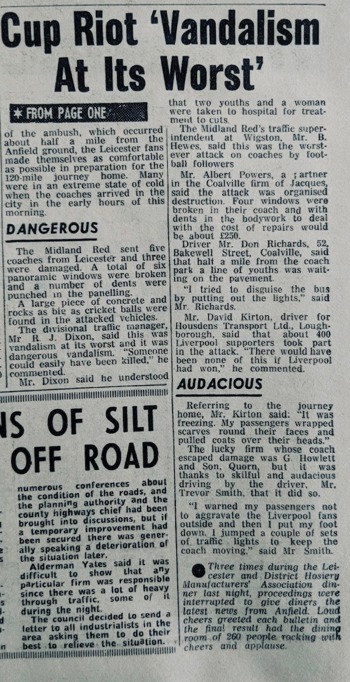 Cup Riot 'Vandalism
At Its Worst'
* FROM PAGE ONE
of the ambush, which occurred
about half a mile from the
Anfield ground, the Leicester fans
made themselves as comfortable
as possible in preparation for the
120-mile journey home. Many
were in an extreme state of cold
when the coaches arrived in the
city in the early hours of this
morning.
DANGEROUS
The Midland Red sent five
coaches from Leicester and three
were damaged. A total of six
panoramic windows were broken
and a number of dents were
punched in the panelling.
A large piece of concrete and
rocks as big as cricket balls were
found in the attacked vehicles.
The divisional traffic manager,
Mr R. J. Dixon, said this was
vandalism at its worst and it was
dangerous vandalism. "Someone
could easily have been killed," he
commented.
Mr. Dixon said he understood
that two youths and a woman
were taken to hospital for treat-
ment to cuts.
The Midland Red's traffic super-
intendent at Wigston, Mr. B.
Hewes, said this was the worst-
ever attack on coaches by foot-
ball followers
Mr. Albert Powers, a partner
in the Coalville firm of Jacques,
said the attack was organised
destruction. Four windows were
broken in their coach and with
dents in the bodywork to deal
with the cost of repairs would
be about £250.
Driver Mr. Don Richards, 52,
Bakewell Street, Coalville, said
that half a mile from the coach
park a line of youths was wait-
ing on the pavement.
"I tried to disguise the bus
by putting out the lights," said
Mr. Richards.
Mr. David Kirton, driver for
Housdens Transport Ltd., Lough-
borough, said that about 400
Liverpool supporters took part
in the attack. "There would have
been none of this if Liverpool
had won," he commented.
AUDACIOUS
Referring to the journey
home, Mr. Kirton said: "It was
freezing. My passengers wrapped
scarves round their faces and
pulled coats over their heads."
The lucky firm whose coach
escaped damage was G. Howlett
and Son, Quorn, but it was
thanks to skilful and audacious
driving by the driver, Mr.
Trevor Smith, that it did so.
"I warned my passengers not
to aggravate the Liverpool fans
outside and then I put my foot
down. I jumped a couple of sets
of traffic lights to keep the
coach moving," said Mr Smith.
● Three times during the Lei-
cester and District Hosiery
Manufacturers' Association din-
ner last night, proceedings were
interrupted to give diners the
latest news from Anfield. Loud
cheers greeted each bulletin and
the final result had the dining
room of 260 people rocking with
cheers and applause.
NS OF SILT
OFF ROAD
numerous conferences about
the condition of the roads, and
the planning authority and the
county highways chief had been
brought into discussions, but if
a temporary improvement had
been secured there was gener-
ally speaking a deterioration of
the situation later.
Alderman Yates said it was
difficult to show that any
particular firm was responsible
since there was a lot of heavy
through traffic, some of it
during the night.
The council decided to send a
letter to all industrialists in the
area asking them to do their
best to relieve the situation.